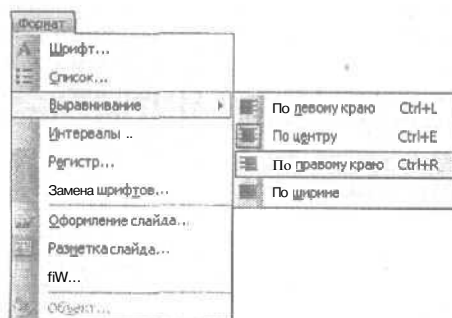 Формат
Шрифт...
Список...
Выравнивание
Интервалы ..
Регистр...
Замена шрифтов...
Оформление слайда...
Разметка слайда...
fiW...
Объект...
По левому краю Ctrl+L
По центру Ctrl+E
По правому краю Ctrl+R
По ширине